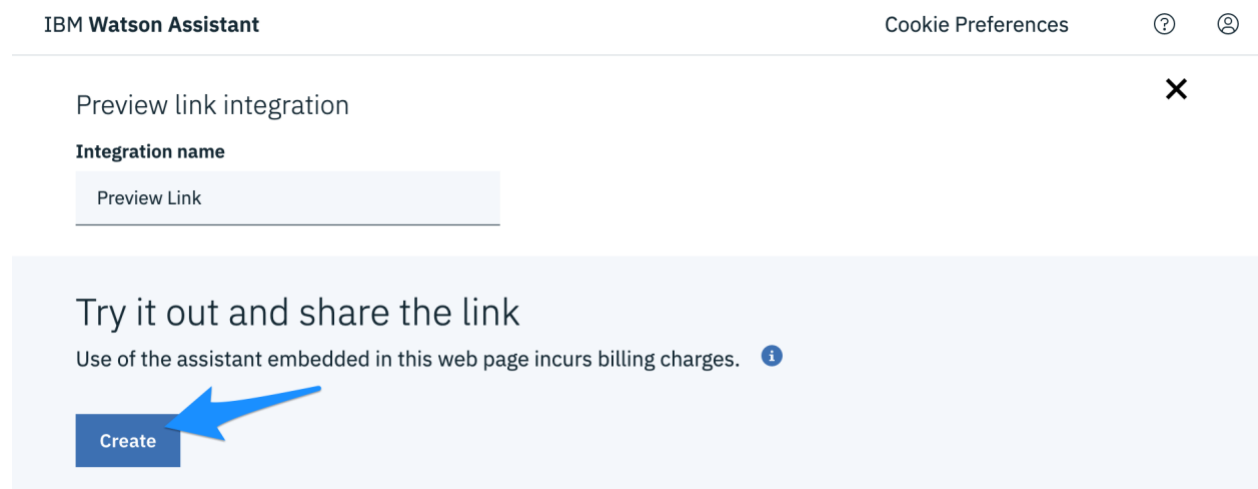 IBM Watson Assistant
Cookie Preferences
Preview link integration
Integration name
Preview Link
Try it out and share the link
Use of the assistant embedded in this web page incurs billing charges.
Create